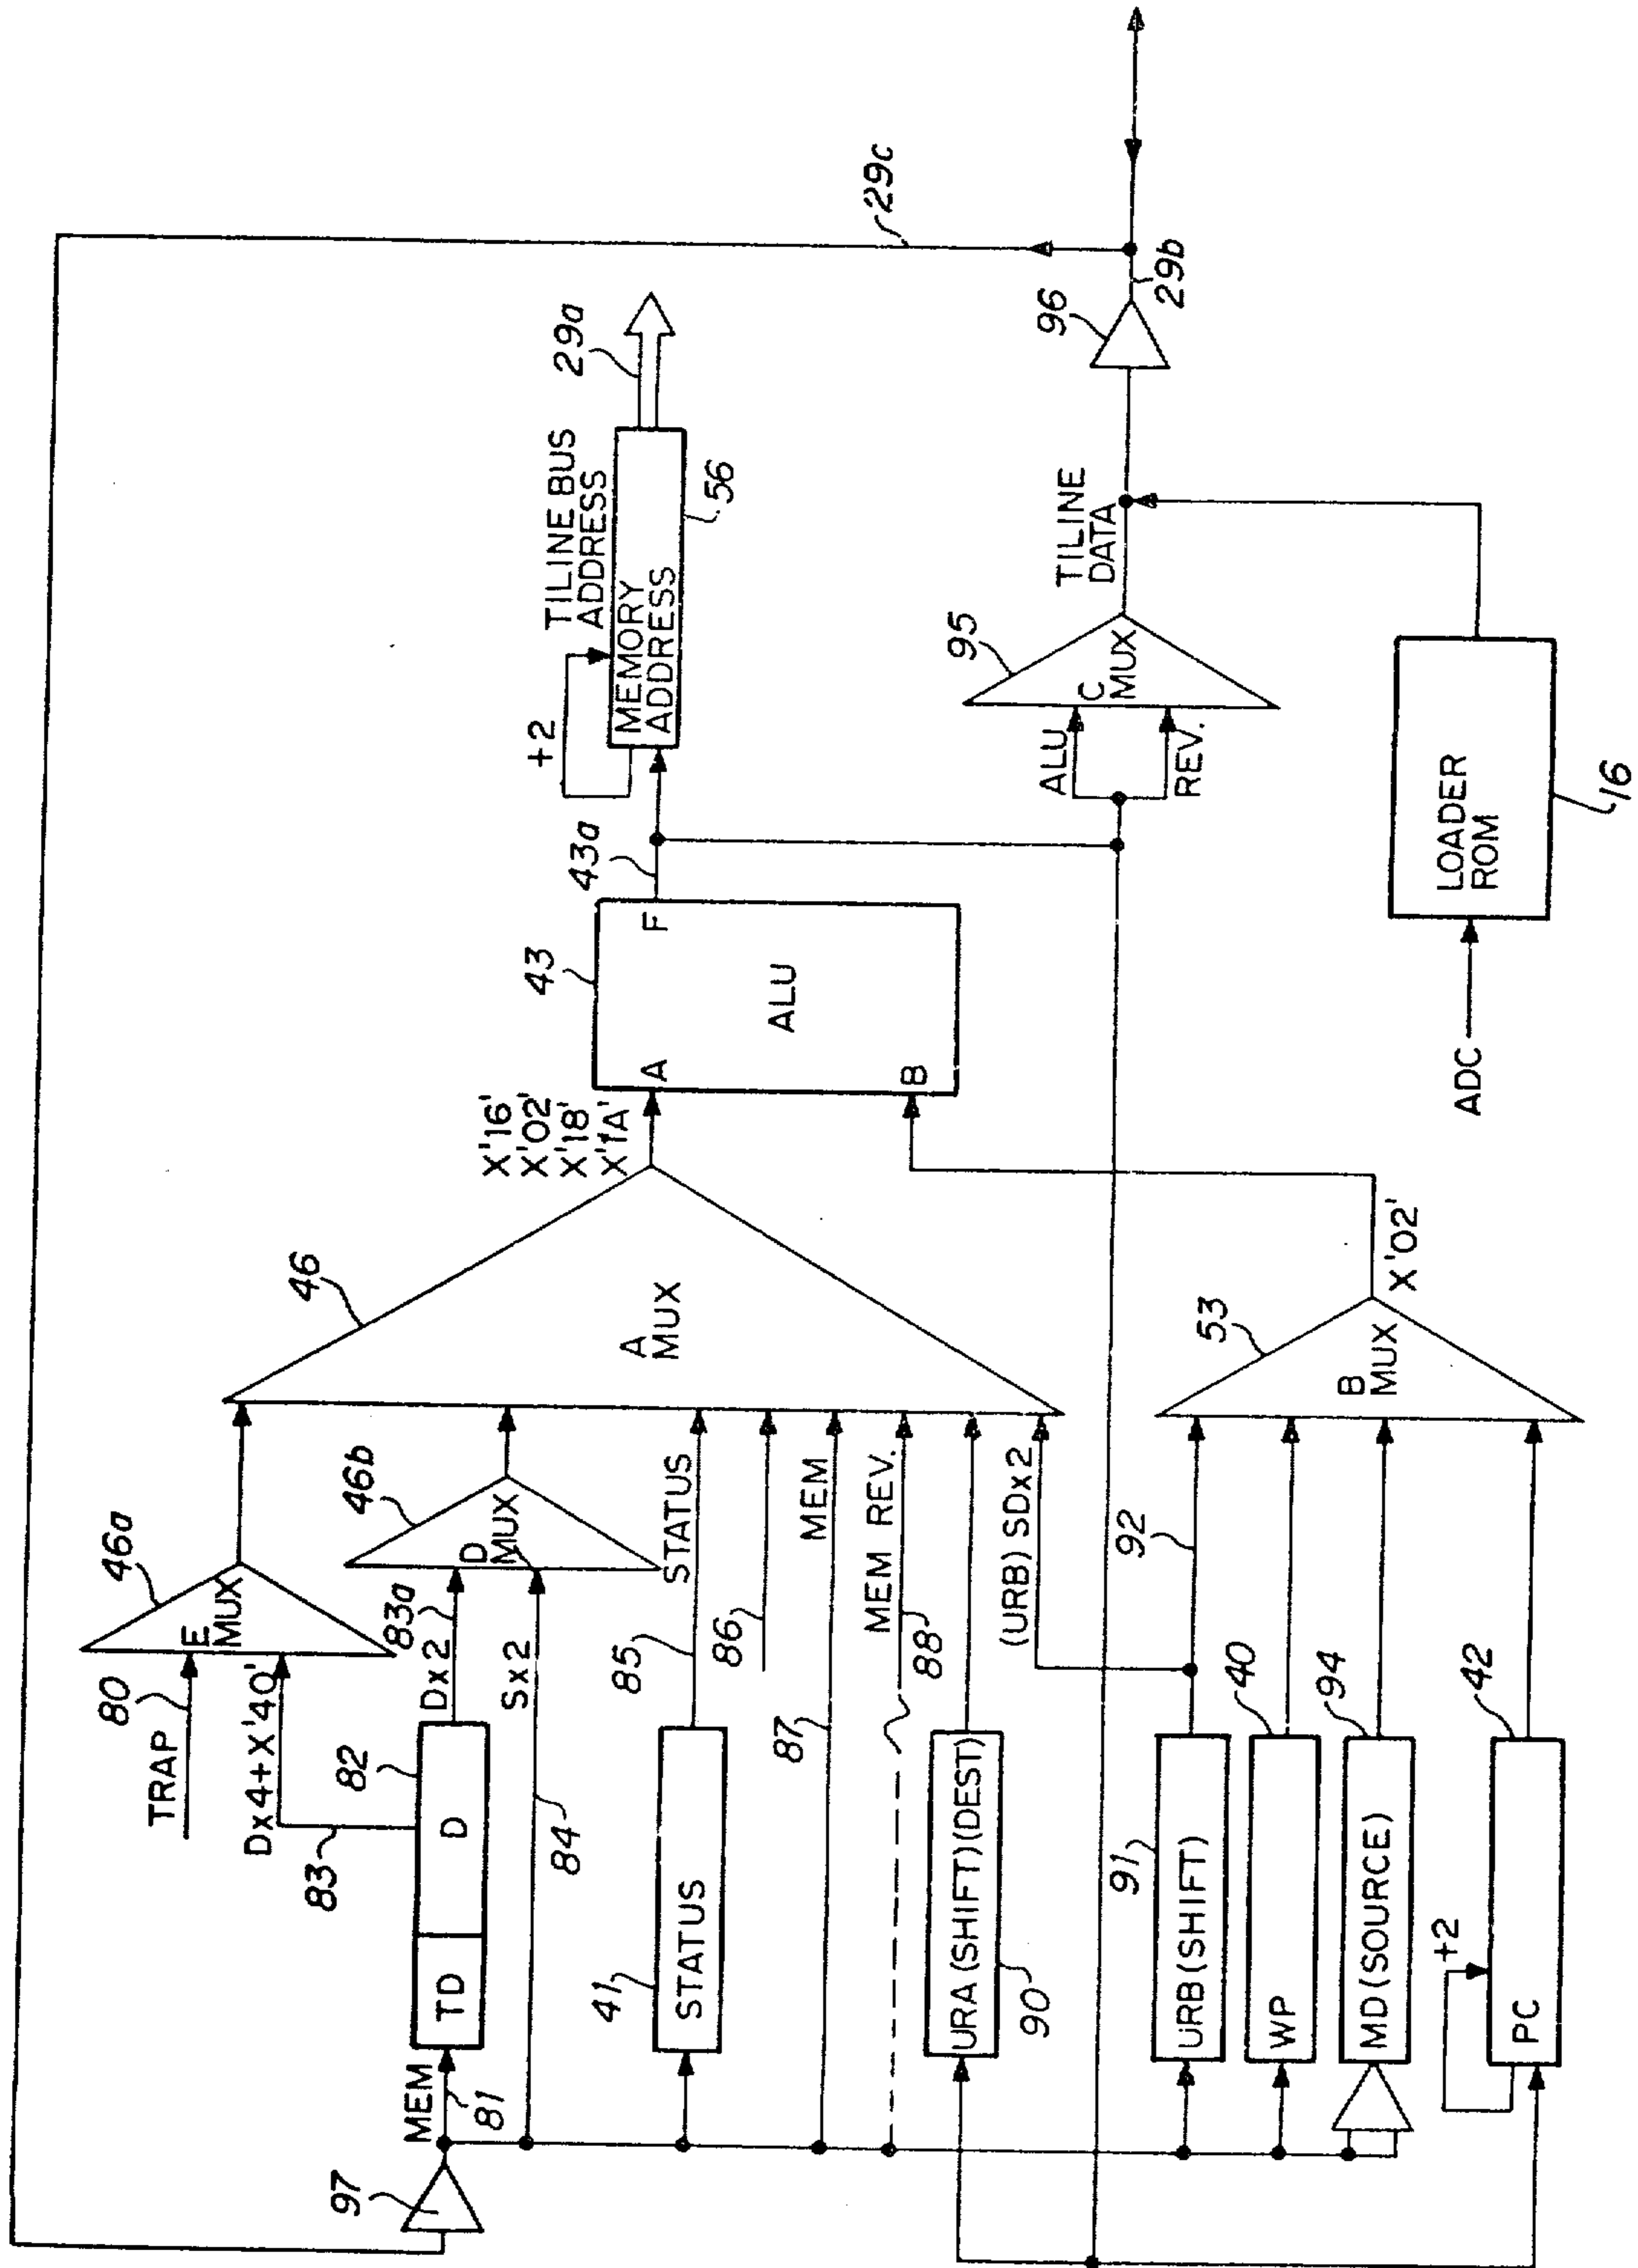 97
MEM
81
TRAP
80
46a
E
MUX
Dx4+X'40'
83
TD
D
82
Dx2
83a
46b
D
MUX
Sx2
84
41
STATUS
STATUS
85
86
87
MEM
MEM REV.
88
URA(SHIFT)(DEST)
90
(URB) SDx2
91
URB(SHIFT)
92
WP
40
MD(SOURCE)
94
+2
PC
42
46
A
MUX
53
B
MUX
X'02'
X'16'
X'02'
X'18'
X'1A'
43
A
B
F
ALU
43a
+2
TILINE BUS
ADDRESS
MEMORY
ADDRESS
56
29a
29c
ALU
REV.
95
C
MUX
TILINE
DATA
96
29b
ADC
LOADER
ROM
16